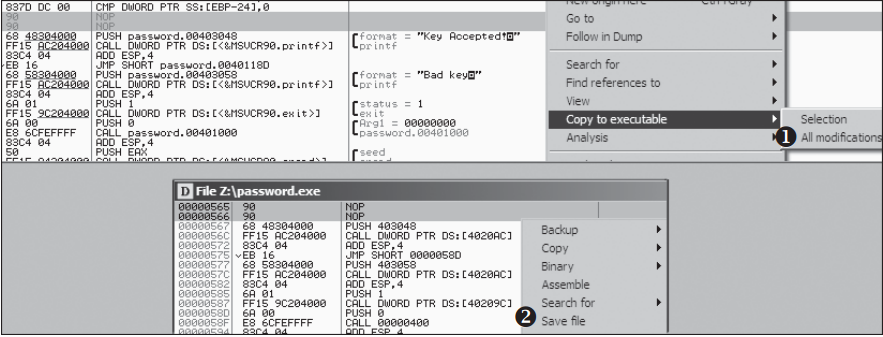 837D DC 00 CMP DWORD PTR SS:[EBP-24],0
90 NOP
90 NOP
68 48304000 PUSH password.00403048 format = "Key Accepted!
FF15 AC204000 CALL DWORD PTR DS:[<&MSVCR90.printf>] printf
83C4 04 ADD ESP,4
EB 16 JMP SHORT password.0040118D
68 58304000 PUSH password.00403058 format = "Bad key
FF15 AC204000 CALL DWORD PTR DS:[<&MSVCR90.printf>] printf
83C4 04 ADD ESP,4
6A 01 PUSH 1 status = 1
FF15 9C204000 CALL DWORD PTR DS:[<&MSVCR90.exit>] exit
6A 00 PUSH 0 Arg1 = 00000000
E8 6CFEFFFF CALL password.00401000 password.00401000
83C4 04 ADD ESP,4
50 PUSH EAX seed
New origin here Ctrl+Gray
Go to
Follow in Dump
Search for
Find references to
View
Copy to executable
Analysis
Selection
1 All modifications
D File Z:\password.exe
00000565 90 NOP
00000566 90 NOP
00000567 68 48304000 PUSH 403048
0000056C FF15 AC204000 CALL DWORD PTR DS:[4020AC]
00000572 83C4 04 ADD ESP,4
00000575 EB 16 JMP SHORT 0000058D
00000577 68 58304000 PUSH 403058
0000057C FF15 AC204000 CALL DWORD PTR DS:[4020AC]
00000582 83C4 04 ADD ESP,4
00000585 6A 01 PUSH 1
00000587 FF15 9C204000 CALL DWORD PTR DS:[40209C]
0000058D 6A 00 PUSH 0
0000058F E8 6CFEFFFF CALL 00000400
00000594 83C4 04 ADD ESP,4
Backup
Copy
Binary
Assemble
Search for
2 Save file